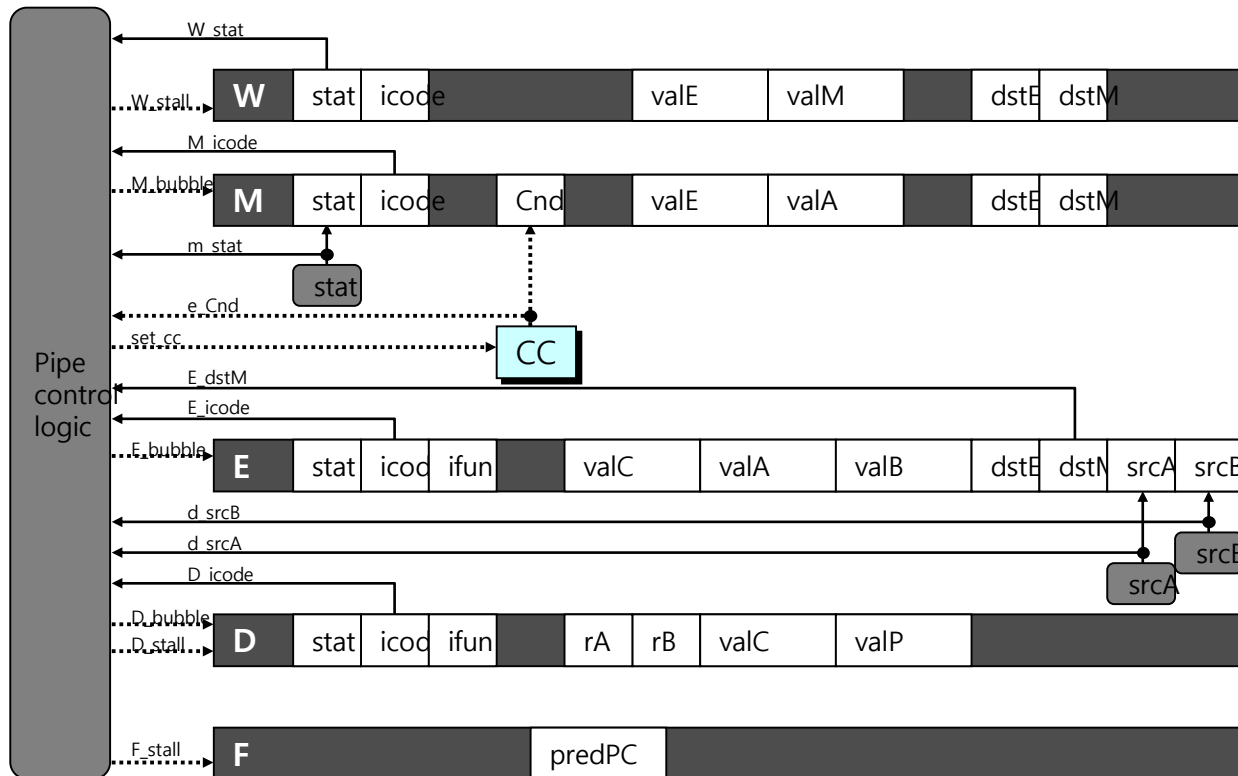 W_stat
W_stall
W stat icode valE valM dstE dstM
M_icode
M_bubble
M stat icode Cnd valE valA dstE dstM
m_stat
stat
e_Cnd
set_cc
CC
Pipe
control
logic
E_dstM
E_icode
E_bubble
E stat icod ifun valC valA valB dstE dstM srcA srcB
d_srcB
d_srcA
srcB
srcA
D_icode
D_bubble
D_stall
D stat icod ifun rA rB valC valP
F_stall
F predPC